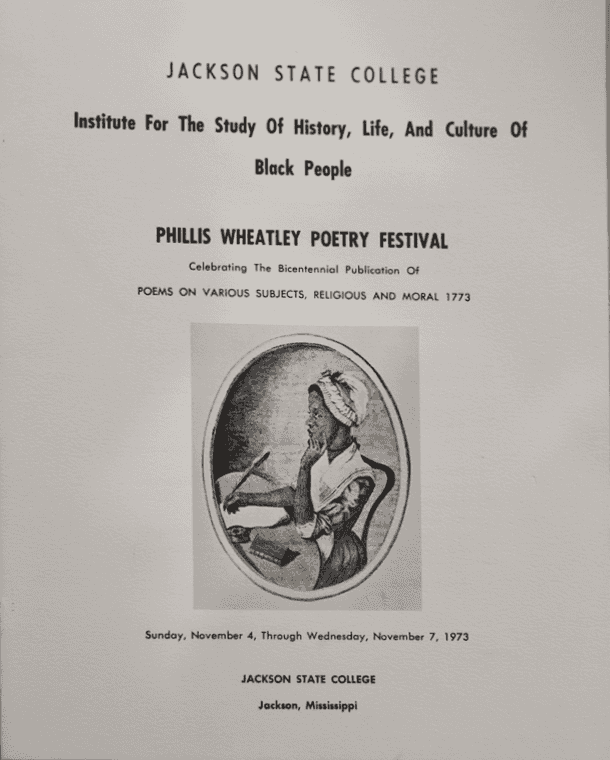 JACKSON STATE COLLEGE
Institute For The Study Of History, Life, And Culture Of
Black People
PHILLIS WHEATLEY POETRY FESTIVAL
Celebrating The Bicentennial Publication Of
POEMS ON VARIOUS SUBJECTS, RELIGIOUS AND MORAL 1773
Sunday, November 4, Through Wednesday, November 7, 1973
JACKSON STATE COLLEGE
Jackson, Mississippi